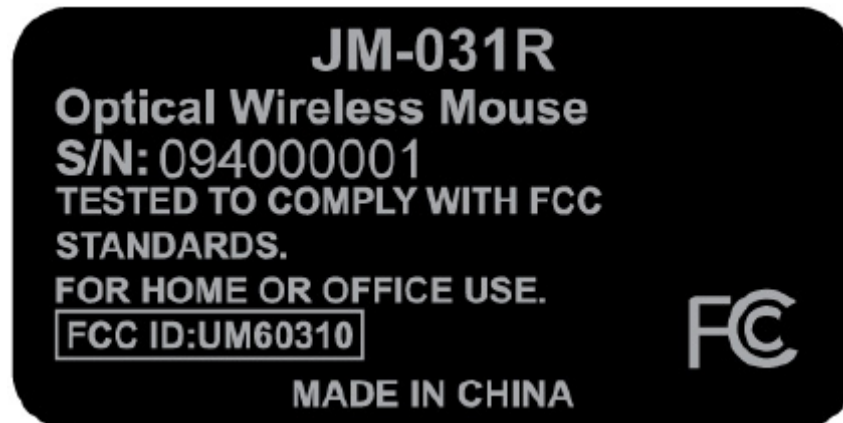 JM-031R
Optical Wireless Mouse
S/N: 094000001
TESTED TO COMPLY WITH FCC
STANDARDS.
FOR HOME OR OFFICE USE.
FCC ID:UM60310
FC
MADE IN CHINA